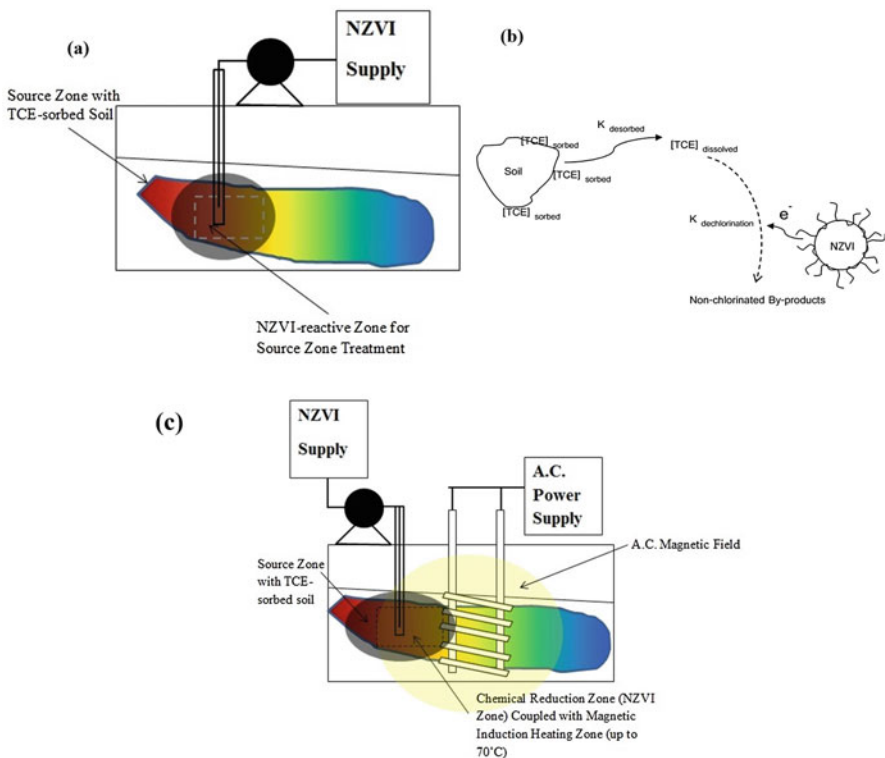 (a)
NZVI
Supply
Source Zone with
TCE-sorbed Soil
NZVI-reactive Zone for
Source Zone Treatment
(b)
[TCE] sorbed
Soil
[TCE] sorbed
[TCE] sorbed
K desorbed
[TCE] dissolved
K dechlorination
e-
NZVI
Non-chlorinated By-products
(c)
NZVI
Supply
A.C.
Power
Supply
Source Zone
with TCE-
sorbed soil
A.C. Magnetic Field
Chemical Reduction Zone (NZVI
Zone) Coupled with Magnetic
Induction Heating Zone (up to
70˚C)